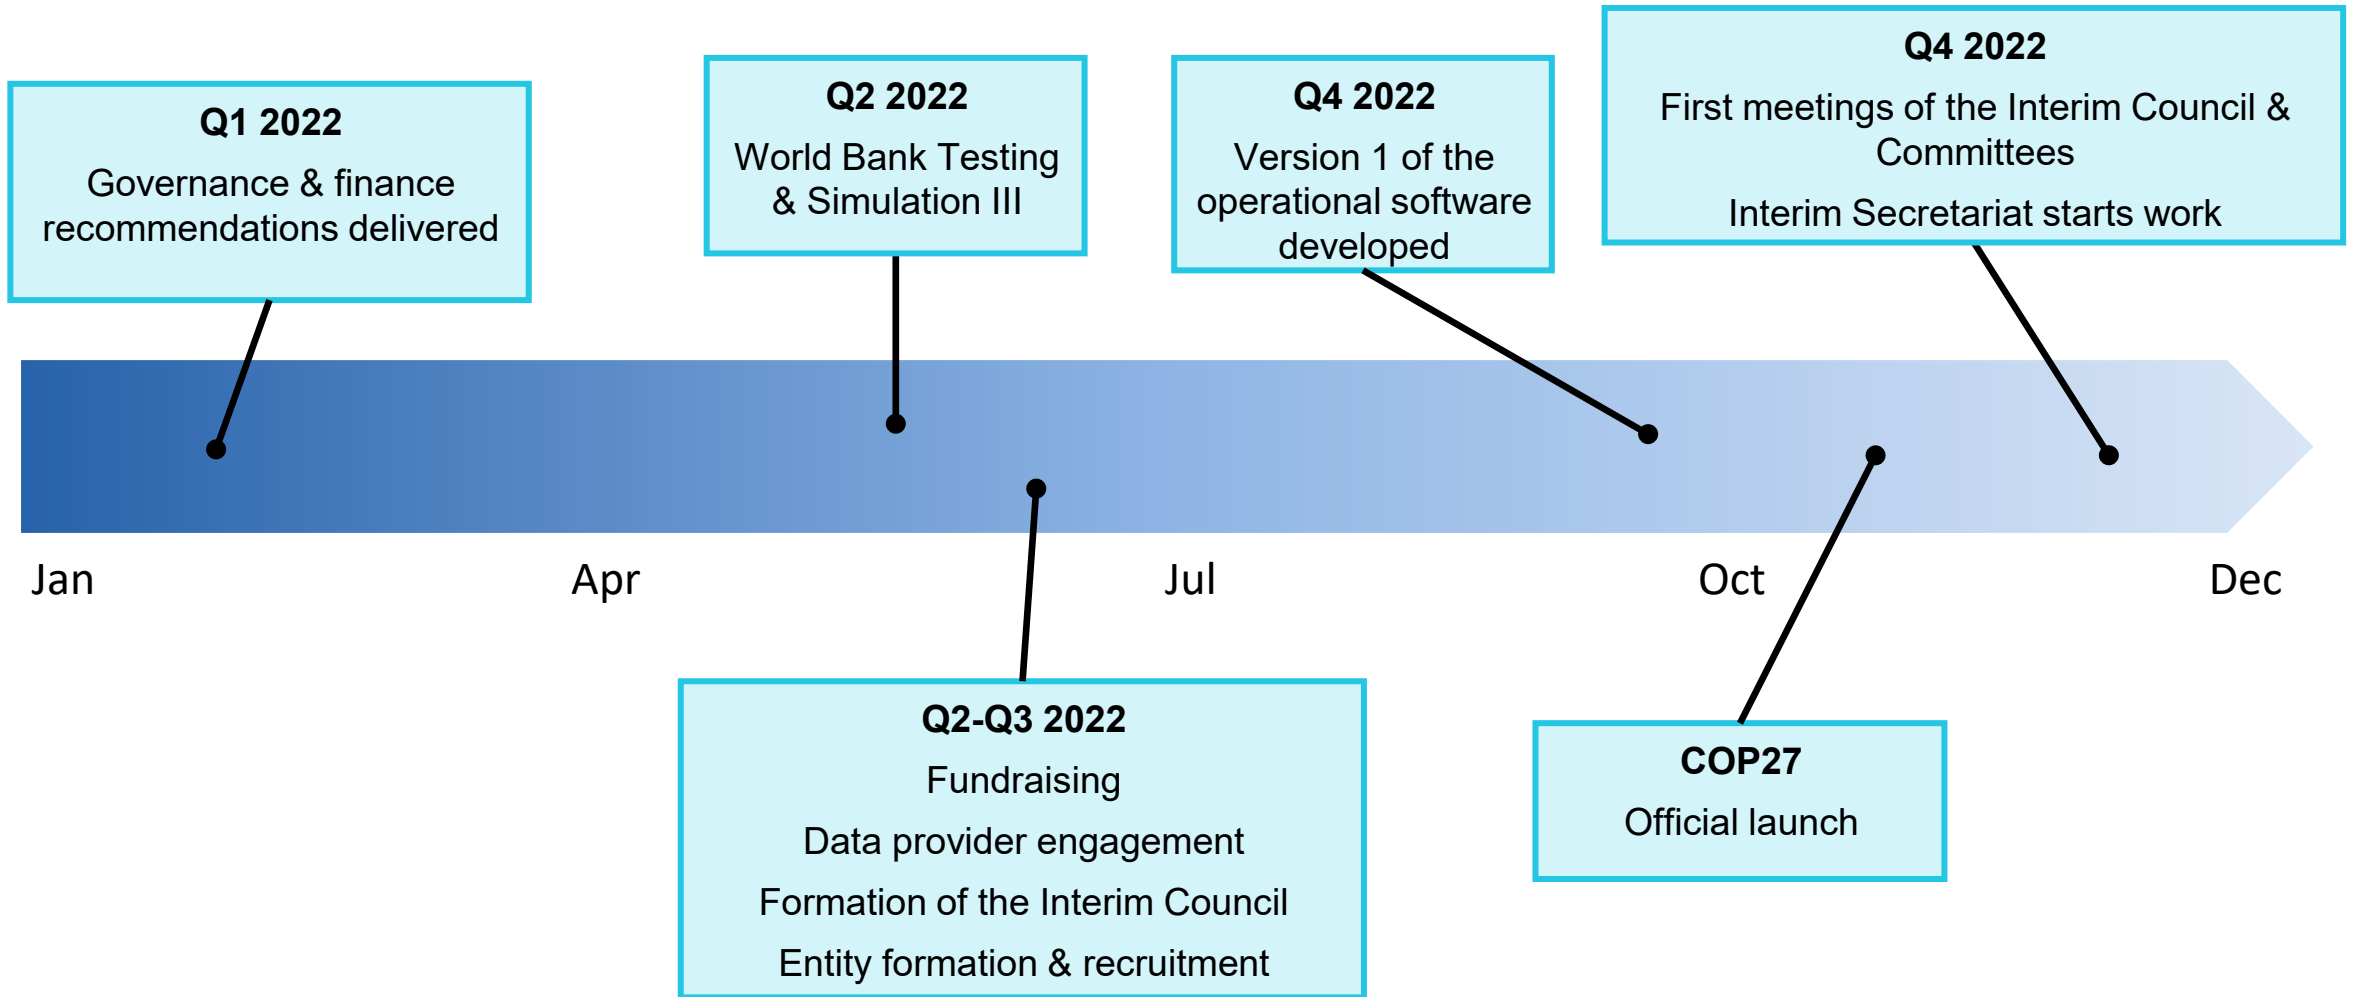 Q1 2022
Governance & finance
recommendations delivered
Q2 2022
World Bank Testing
& Simulation III
Q4 2022
Version 1 of the
operational software
developed
Q4 2022
First meetings of the Interim Council &
Committees
Interim Secretariat starts work
Jan
Apr
Jul
Oct
Dec
Q2-Q3 2022
Fundraising
Data provider engagement
Formation of the Interim Council
Entity formation & recruitment
COP27
Official launch